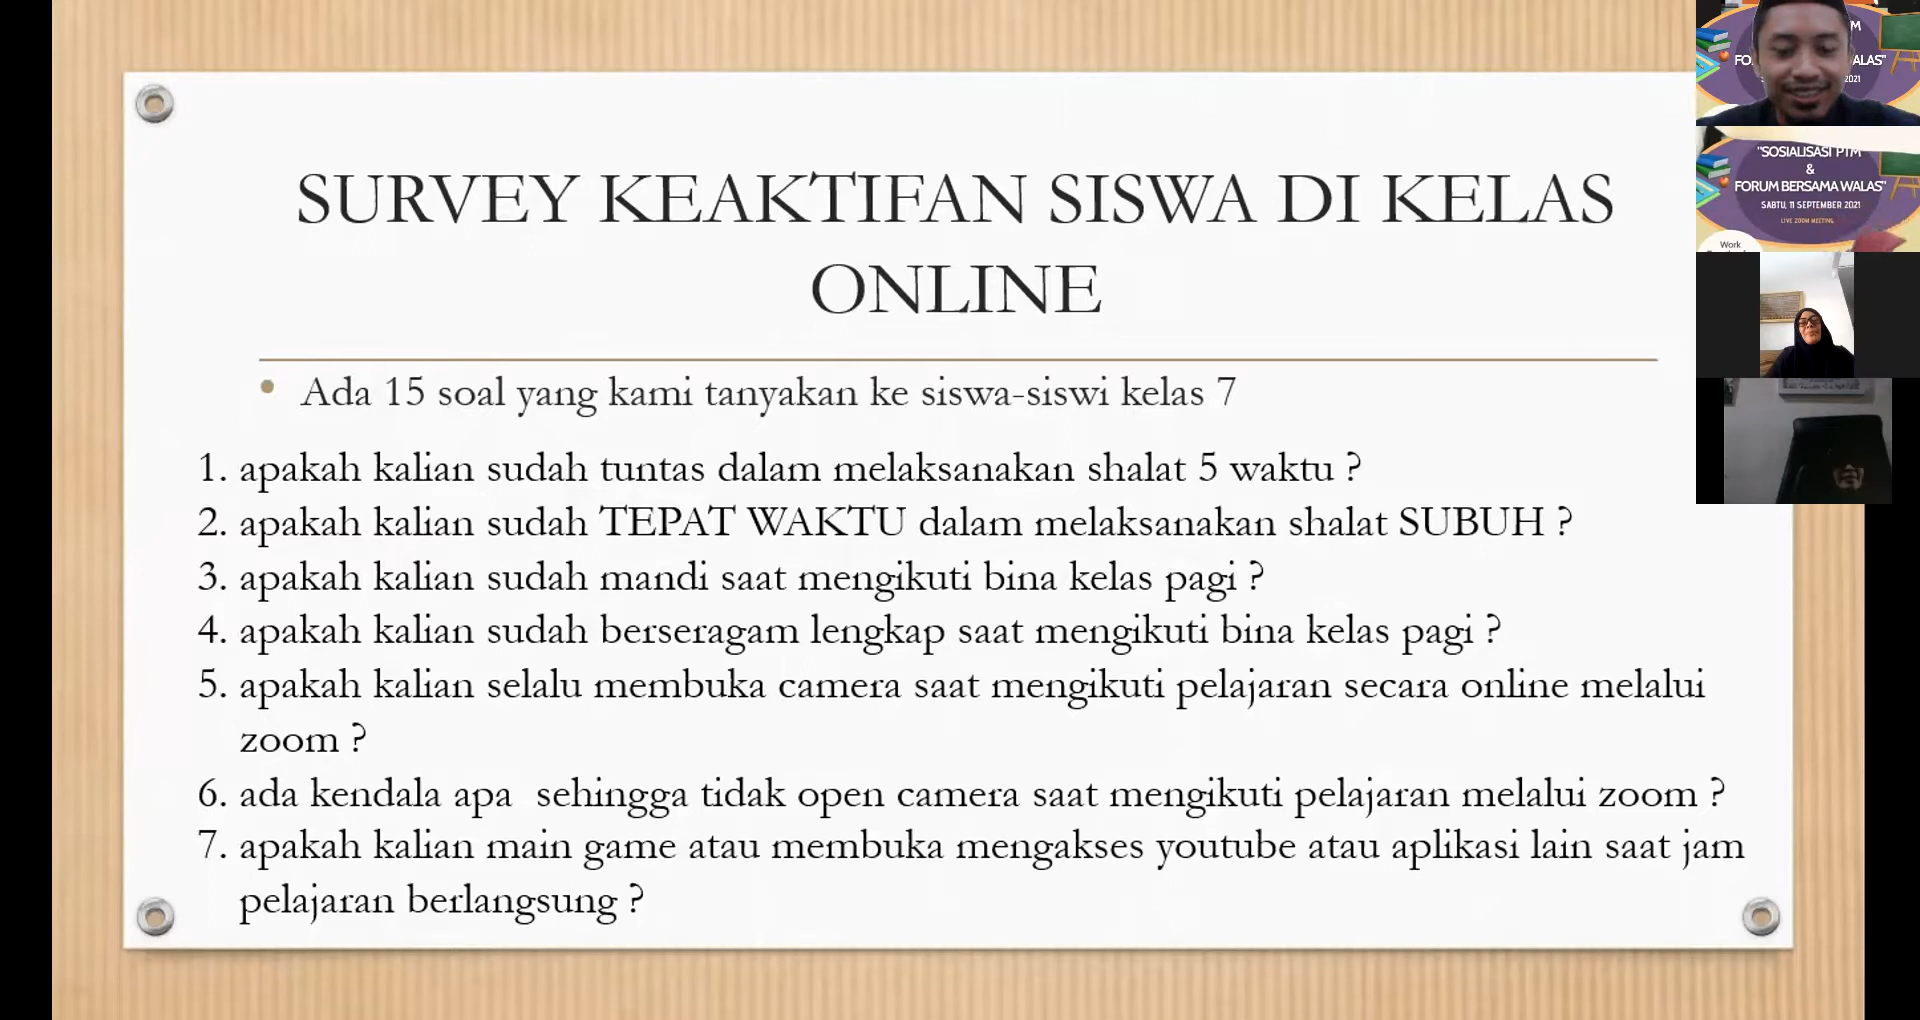 SURVEY KEAKTIFAN SISWA DI KELAS
ONLINE
• Ada 15 soal yang kami tanyakan ke siswa-siswi kelas 7
1. apakah kalian sudah tuntas dalam melaksanakan shalat 5 waktu ?
2. apakah kalian sudah TEPAT WAKTU dalam melaksanakan shalat SUBUH ?
3. apakah kalian sudah mandi saat mengikuti bina kelas pagi ?
4. apakah kalian sudah berseragam lengkap saat mengikuti bina kelas pagi ?
5. apakah kalian selalu membuka camera saat mengikuti pelajaran secara online melalui
zoom ?
6. ada kendala apa  sehingga tidak open camera saat mengikuti pelajaran melalui zoom ?
7. apakah kalian main game atau membuka mengakses youtube atau aplikasi lain saat jam
pelajaran berlangsung ?
M
FO
ALAS"
2021
"SOSIALISASI PTM
&
FORUM BERSAMA WALAS"
SABTU, 11 SEPTEMBER 2021
LIVE ZOOM MEETING
Work